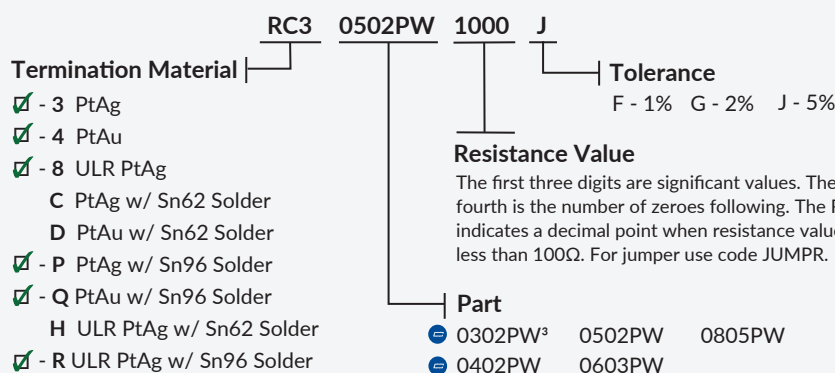 RC3 0502PW 1000 J
Termination Material
- 3 PtAg
- 4 PtAu
- 8 ULR PtAg
C PtAg w/ Sn62 Solder
D PtAu w/ Sn62 Solder
- P PtAg w/ Sn96 Solder
- Q PtAu w/ Sn96 Solder
H ULR PtAg w/ Sn62 Solder
- R ULR PtAg w/ Sn96 Solder
Tolerance
F - 1% G - 2% J - 5%
Resistance Value
The first three digits are significant values. The
fourth is the number of zeroes following. The
indicates a decimal point when resistance
less than 100Ω. For jumper use code JUMPR.
Part
0302PW³ 0502PW 0805PW
0402PW 0603PW